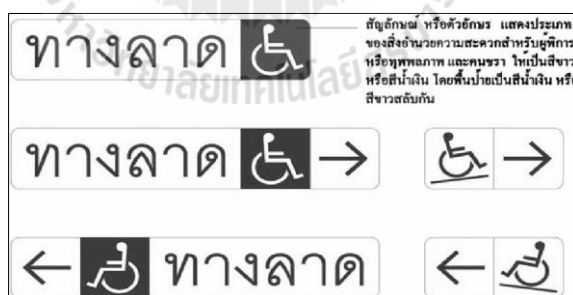 ทางลาด
สัญลักษณ์ หรือตัวอักษร แสดงประเภท
ของสิ่งอำนวยความสะดวกสำหรับผู้พิการ
หรือทุพพลภาพ และคนชรา ให้เป็นสีขาว
หรือสีน้ำเงิน โดยพื้นป้ายเป็นสีน้ำเงิน หรือ
สีขาวสลับกัน
ทางลาด →
→
← ทางลาด
←